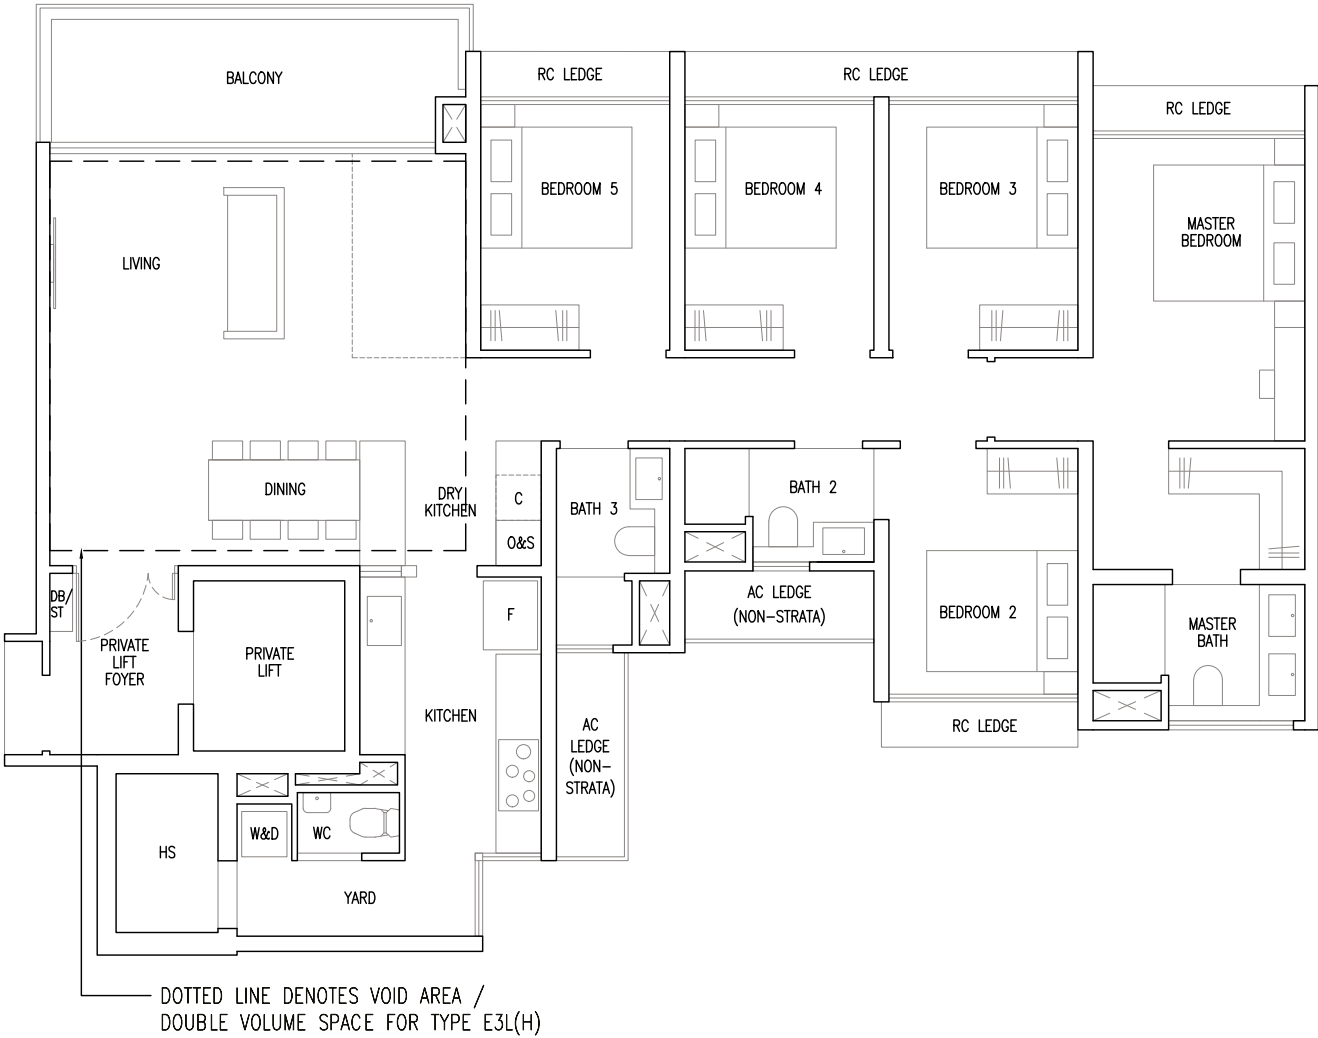 BALCONY
RC LEDGE
RC LEDGE
RC LEDGE
BEDROOM 5
BEDROOM 4
BEDROOM 3
MASTER
BEDROOM
LIVING
DINING
DRY
KITCHEN
C
O&S
BATH 3
BATH 2
AC LEDGE
(NON-STRATA)
BEDROOM 2
MASTER
BATH
DB/
ST
PRIVATE
LIFT
FOYER
PRIVATE
LIFT
F
KITCHEN
AC
LEDGE
(NON-
STRATA)
RC LEDGE
HS
W&D
WC
YARD
DOTTED LINE DENOTES VOID AREA /
DOUBLE VOLUME SPACE FOR TYPE E3L(H)